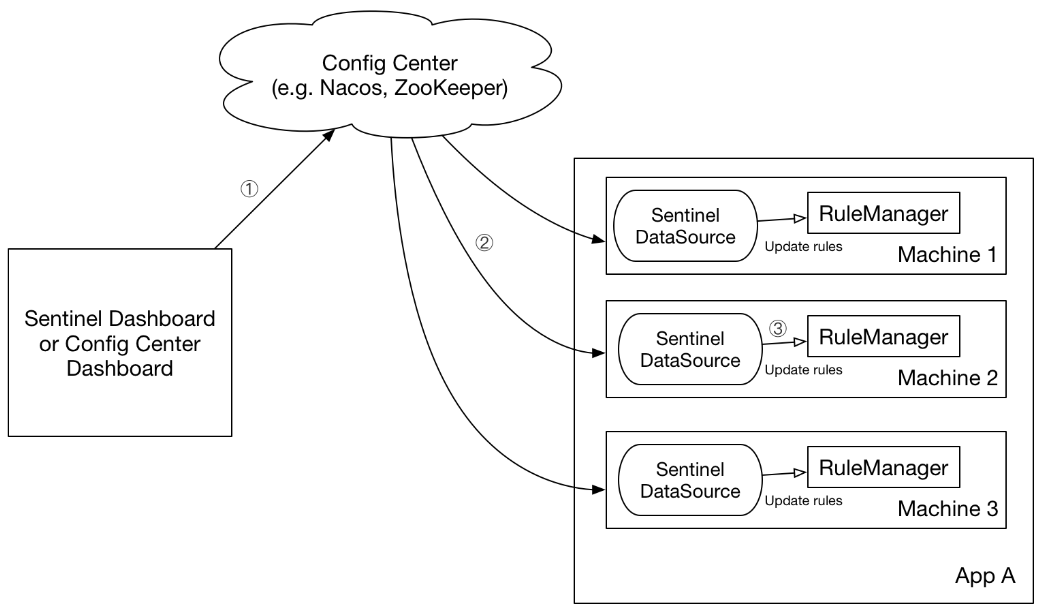 Config Center
(e.g. Nacos, ZooKeeper)
①
②
Sentinel Dashboard
or Config Center
Dashboard
Sentinel
DataSource
RuleManager
Update rules
Machine 1
Sentinel
DataSource
③
RuleManager
Update rules
Machine 2
Sentinel
DataSource
RuleManager
Update rules
Machine 3
App A